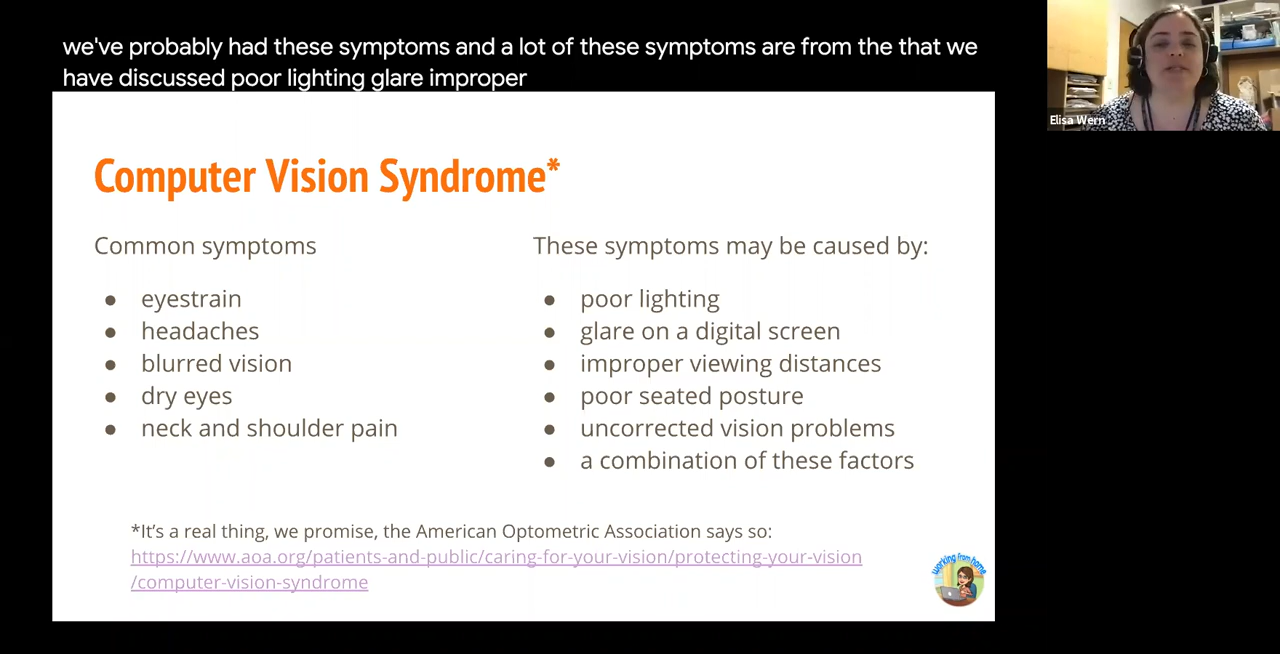 we've probably had these symptoms and a lot of these symptoms are from the that we
have discussed poor lighting glare improper
Elisa Wern
Computer Vision Syndrome*
Common symptoms
● eyestrain
● headaches
● blurred vision
● dry eyes
● neck and shoulder pain
These symptoms may be caused by:
● poor lighting
● glare on a digital screen
● improper viewing distances
● poor seated posture
● uncorrected vision problems
● a combination of these factors
*It's a real thing, we promise, the American Optometric Association says so:
https://www.aoa.org/patients-and-public/caring-for-your-vision/protecting-your-vision
/computer-vision-syndrome
working from home